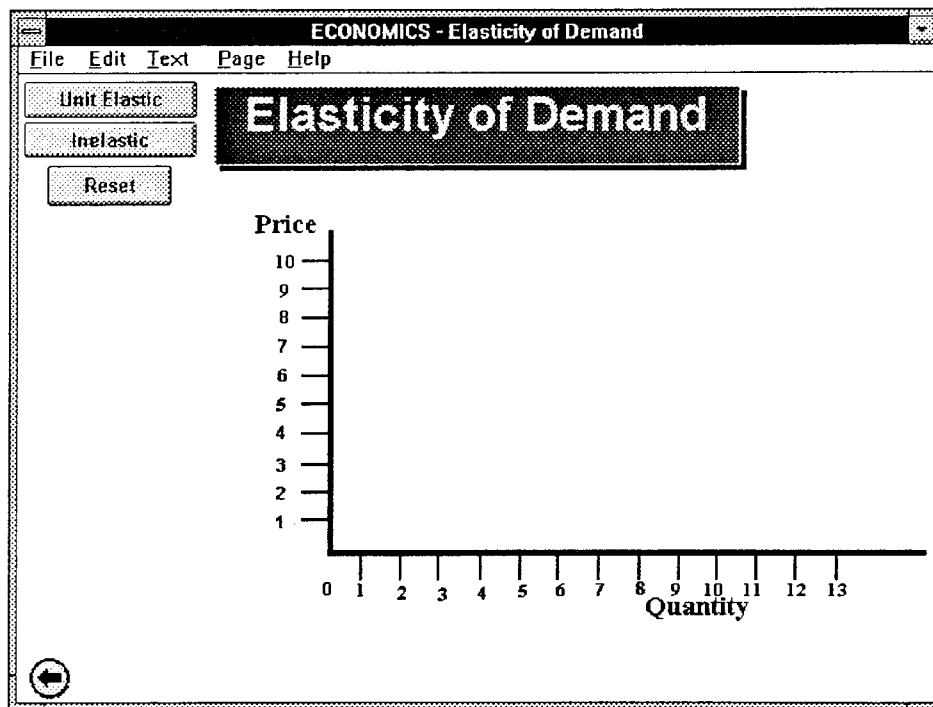 ECONOMICS - Elasticity of Demand
File Edit Text Page Help
Unit Elastic
Inelastic
Reset
Elasticity of Demand
Price
10
9
8
7
6
5
4
3
2
1
0 1 2 3 4 5 6 7 8 9 10 11 12 13
Quantity